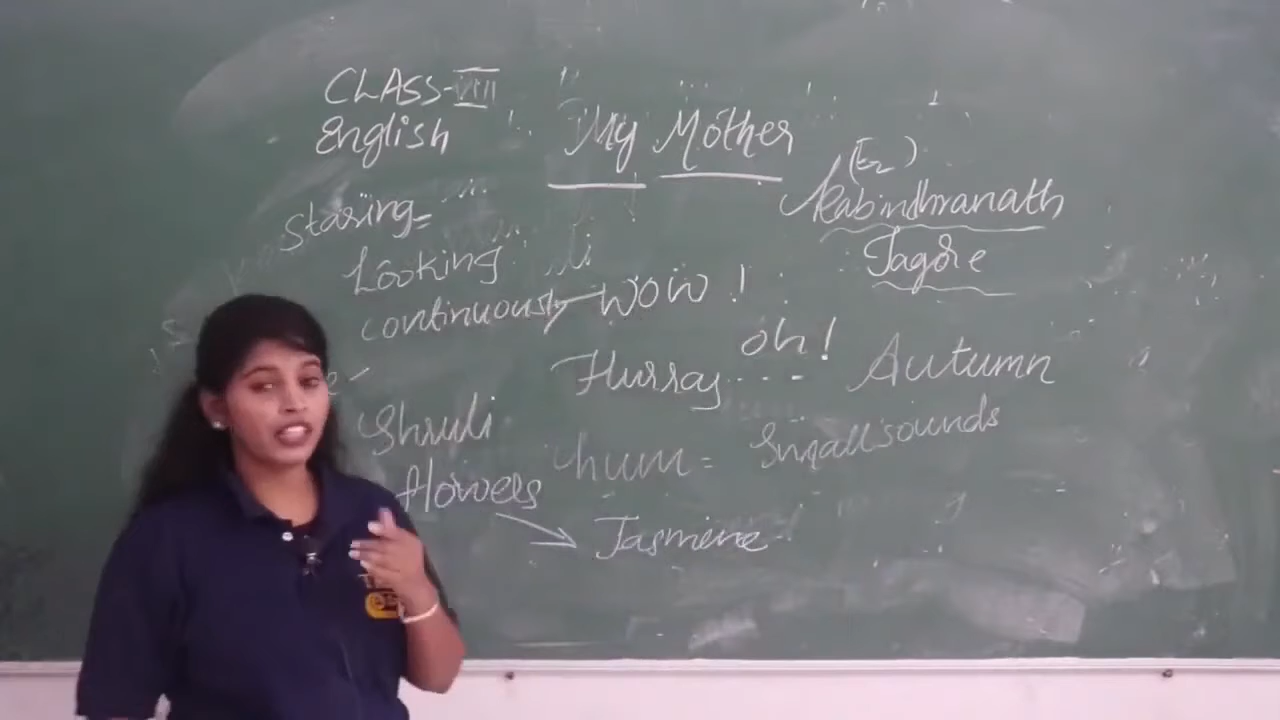 CLASS-VIII
English
My Mother
Rabindhranath
Tagore
Staring=
Looking
continuously
Wow !
oh!
Hurray ----
Autumn
Shruli
flowers
hum = Small sounds
Jasmine